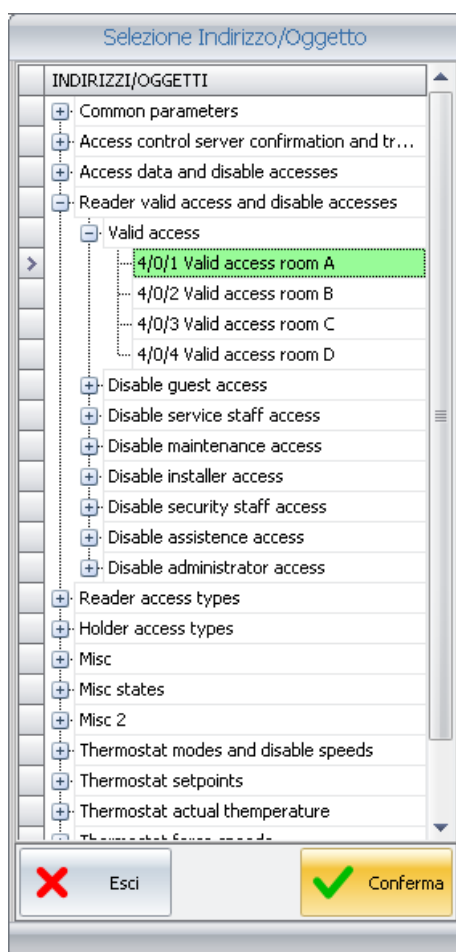 Selezione Indirizzo/Oggetto
INDIRIZZI/OGGETTI
Common parameters
Access control server confirmation and tr...
Access data and disable accesses
Reader valid access and disable accesses
Valid access
4/0/1 Valid access room A
4/0/2 Valid access room B
4/0/3 Valid access room C
4/0/4 Valid access room D
Disable guest access
Disable service staff access
Disable maintenance access
Disable installer access
Disable security staff access
Disable assistence access
Disable administrator access
Reader access types
Holder access types
Misc
Misc states
Misc 2
Thermostat modes and disable speeds
Thermostat setpoints
Thermostat actual themperature
Thermostat force speeds
Esci
Conferma